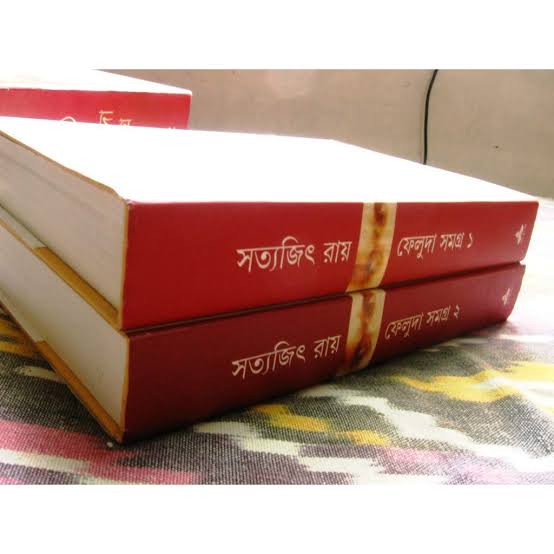 সত্যজিৎ রায় ফেলুদা সমগ্র ১
সত্যজিৎ রায় ফেলুদা সমগ্র ২